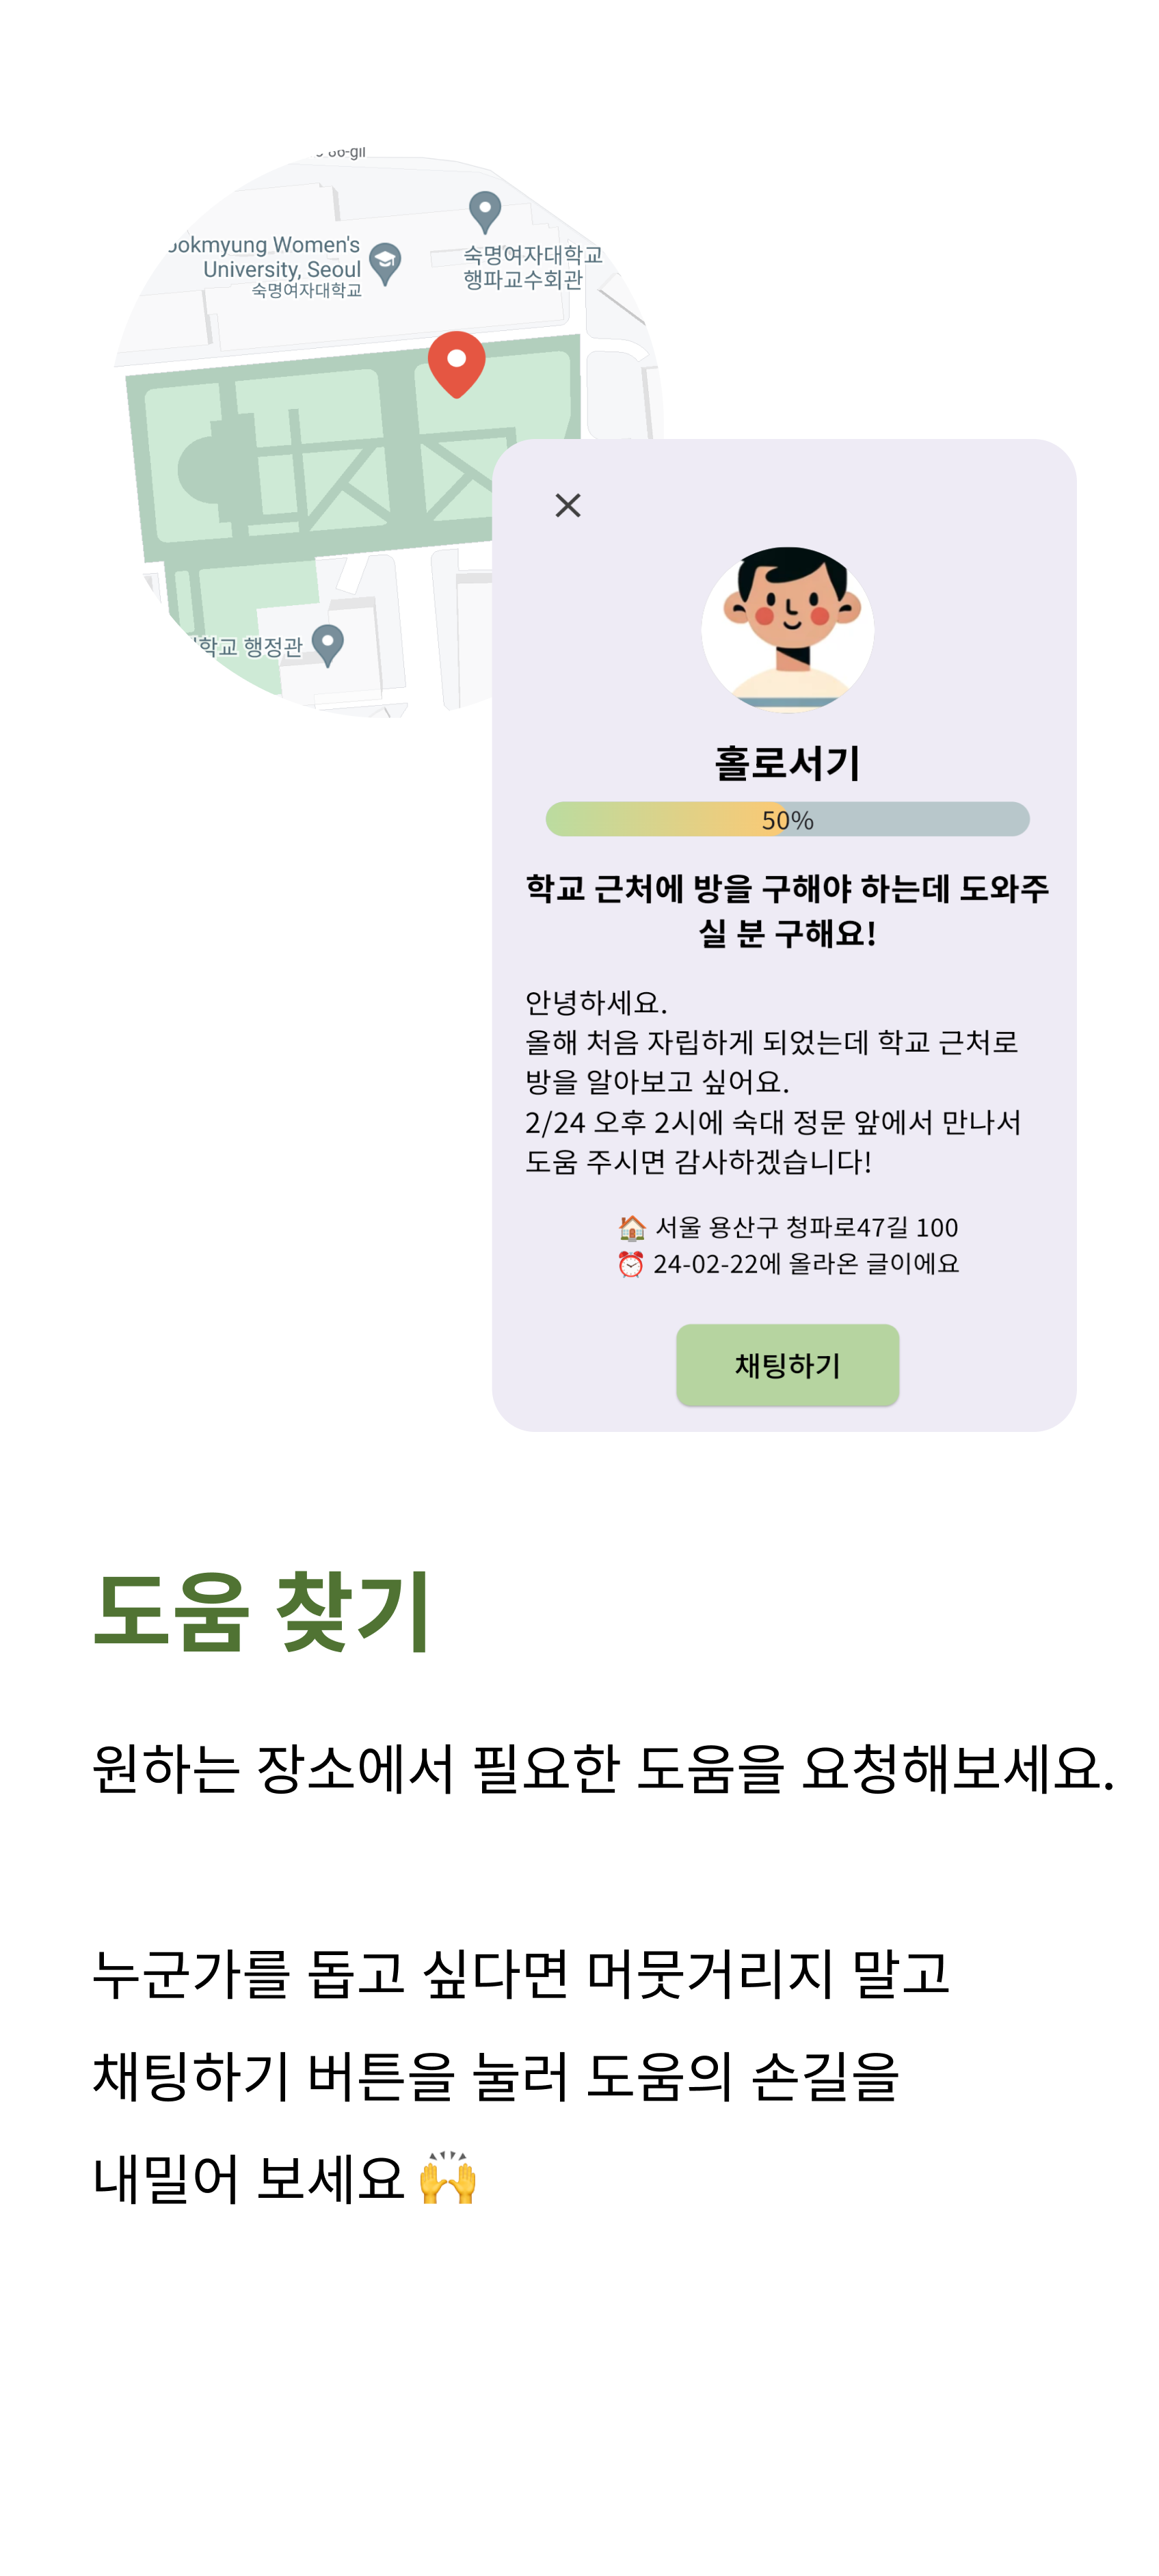 Women's
University, Seoul
숙명여자대학교
숙명여자대학교
행파교수회관
행정관
홀로서기
50%
학교 근처에 방을 구해야 하는데 도와주
실 분 구해요!
안녕하세요.
올해 처음 자립하게 되었는데 학교 근처로
방을 알아보고 싶어요.
2/24 오후 2시에 숙대 정문 앞에서 만나서
도움 주시면 감사하겠습니다!
🏠 서울 용산구 청파로47길 100
⏰ 24-02-22에 올라온 글이에요
채팅하기
도움 찾기
원하는 장소에서 필요한 도움을 요청해보세요.
누군가를 돕고 싶다면 머뭇거리지 말고
채팅하기 버튼을 눌러 도움의 손길을
내밀어 보세요 🙌